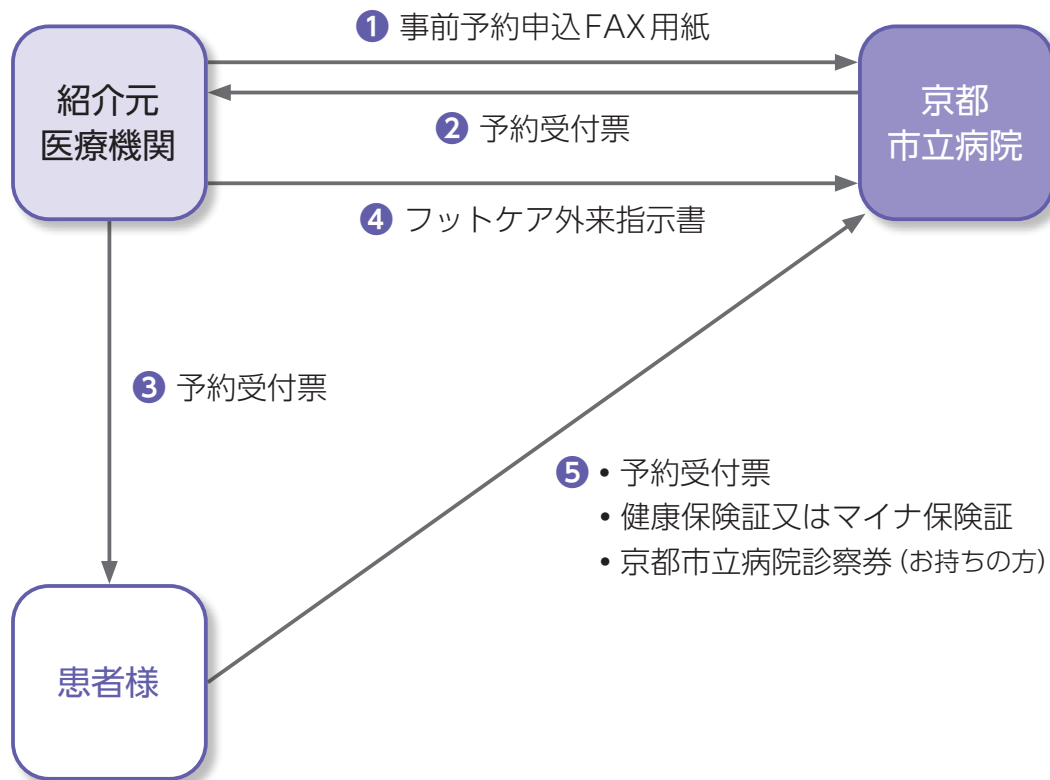 ❶ 事前予約申込FAX用紙
紹介元
医療機関
京都
市立病院
❷ 予約受付票
❹ フットケア外来指示書
❸ 予約受付票
❺ • 予約受付票
• 健康保険証又はマイナ保険証
• 京都市立病院診察券(お持ちの方)
患者様